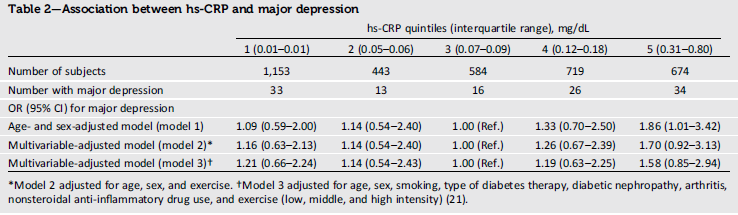 Table 2—Association between hs-CRP and major depression
hs-CRP quintiles (interquartile range), mg/dL
1 (0.01–0.01) 2 (0.05–0.06) 3 (0.07–0.09) 4 (0.12–0.18) 5 (0.31–0.80)
Number of subjects 1,153 443 584 719 674
Number with major depression 33 13 16 26 34
OR (95% CI) for major depression
Age- and sex-adjusted model (model 1) 1.09 (0.59–2.00) 1.14 (0.54–2.40) 1.00 (Ref.) 1.33 (0.70–2.50) 1.86 (1.01–3.42)
Multivariable-adjusted model (model 2)* 1.16 (0.63–2.13) 1.14 (0.54–2.40) 1.00 (Ref.) 1.26 (0.67–2.39) 1.70 (0.92–3.13)
Multivariable-adjusted model (model 3)† 1.21 (0.66–2.24) 1.14 (0.54–2.43) 1.00 (Ref.) 1.19 (0.63–2.25) 1.58 (0.85–2.94)
*Model 2 adjusted for age, sex, and exercise. †Model 3 adjusted for age, sex, smoking, type of diabetes therapy, diabetic nephropathy, arthritis,
nonsteroidal anti-inflammatory drug use, and exercise (low, middle, and high intensity) (21).